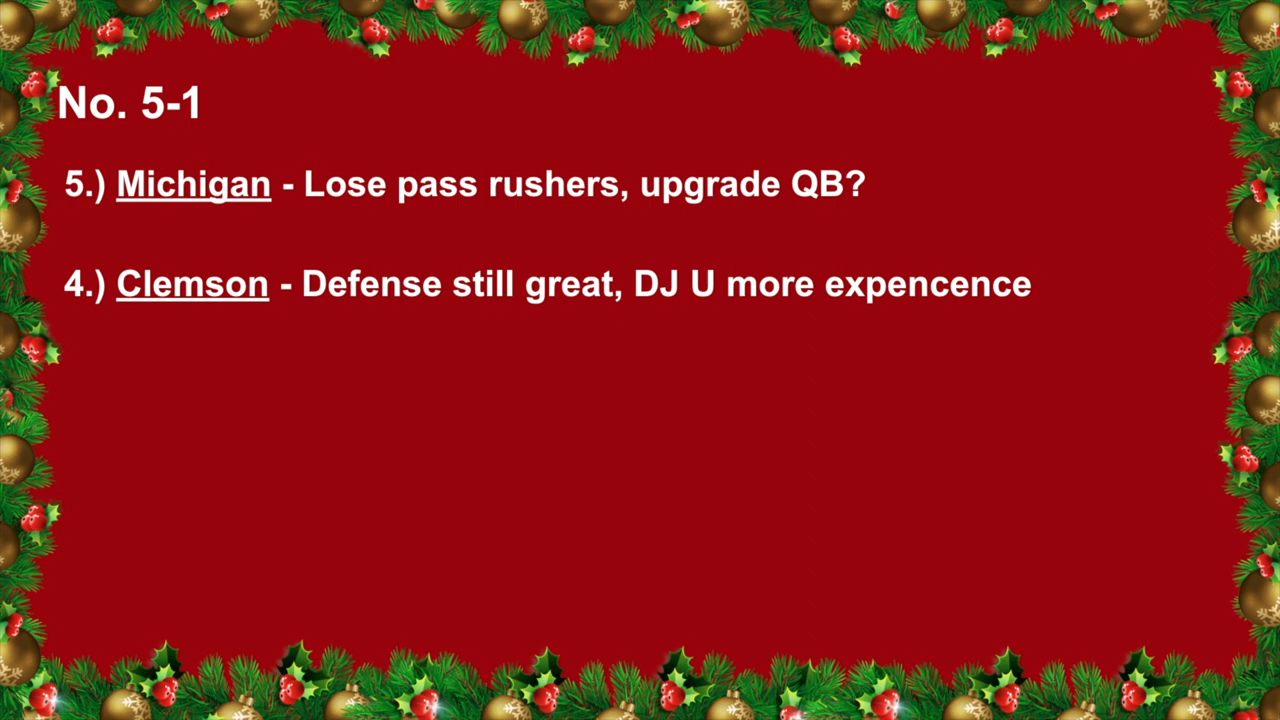 No. 5-1
5.) Michigan - Lose pass rushers, upgrade QB?
4.) Clemson - Defense still great, DJ U more expencence